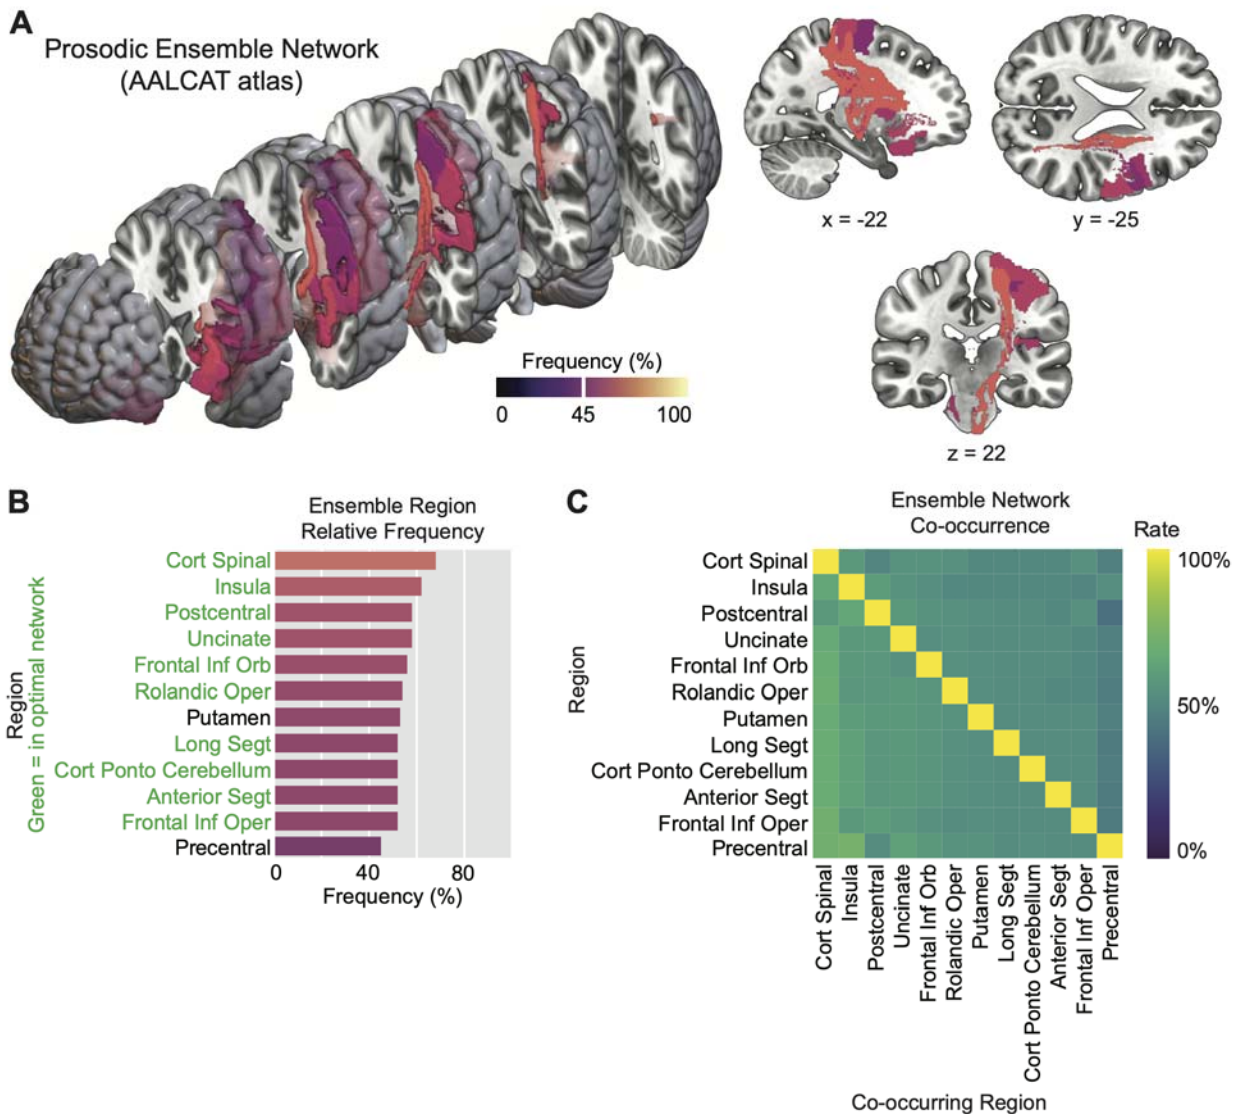 A
Prosodic Ensemble Network
(AALCAT atlas)
Frequency (%)
0 45 100
x = -22
y = -25
z = 22
B
Ensemble Region
Relative Frequency
Region
Green = in optimal network
Cort Spinal
Insula
Postcentral
Uncinate
Frontal Inf Orb
Rolandic Oper
Putamen
Long Segt
Cort Ponto Cerebellum
Anterior Segt
Frontal Inf Oper
Precentral
0 40 80
Frequency (%)
C
Ensemble Network
Co-occurrence
Rate
100%
50%
0%
Region
Cort Spinal
Insula
Postcentral
Uncinate
Frontal Inf Orb
Rolandic Oper
Putamen
Long Segt
Cort Ponto Cerebellum
Anterior Segt
Frontal Inf Oper
Precentral
Cort Spinal
Insula
Postcentral
Uncinate
Frontal Inf Orb
Rolandic Oper
Putamen
Long Segt
Cort Ponto Cerebellum
Anterior Segt
Frontal Inf Oper
Precentral
Co-occurring Region